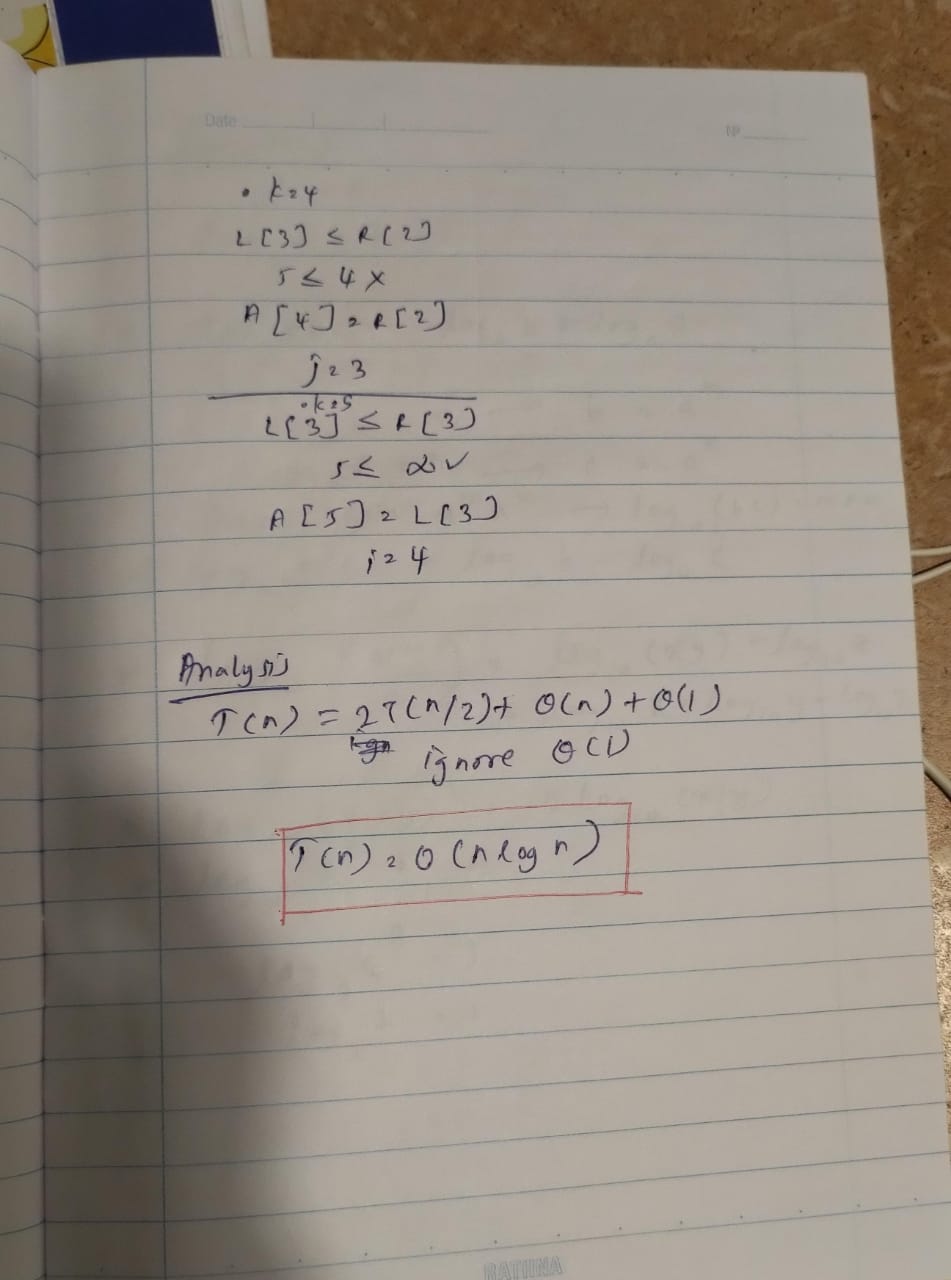 Date
Nº
• k=4
L[3] ≤ R[2]
5 ≤ 4 ×
A[4] = R[2]
j=3
• k=5
L[3] ≤ R[3]
5 ≤ ∞ ✓
A[5] = L[3]
i=4
Analysis
T(n) = 2T(n/2) + Θ(n) + Θ(1)
ignore Θ(1)
T(n) = Θ(n log n)
RATHNA